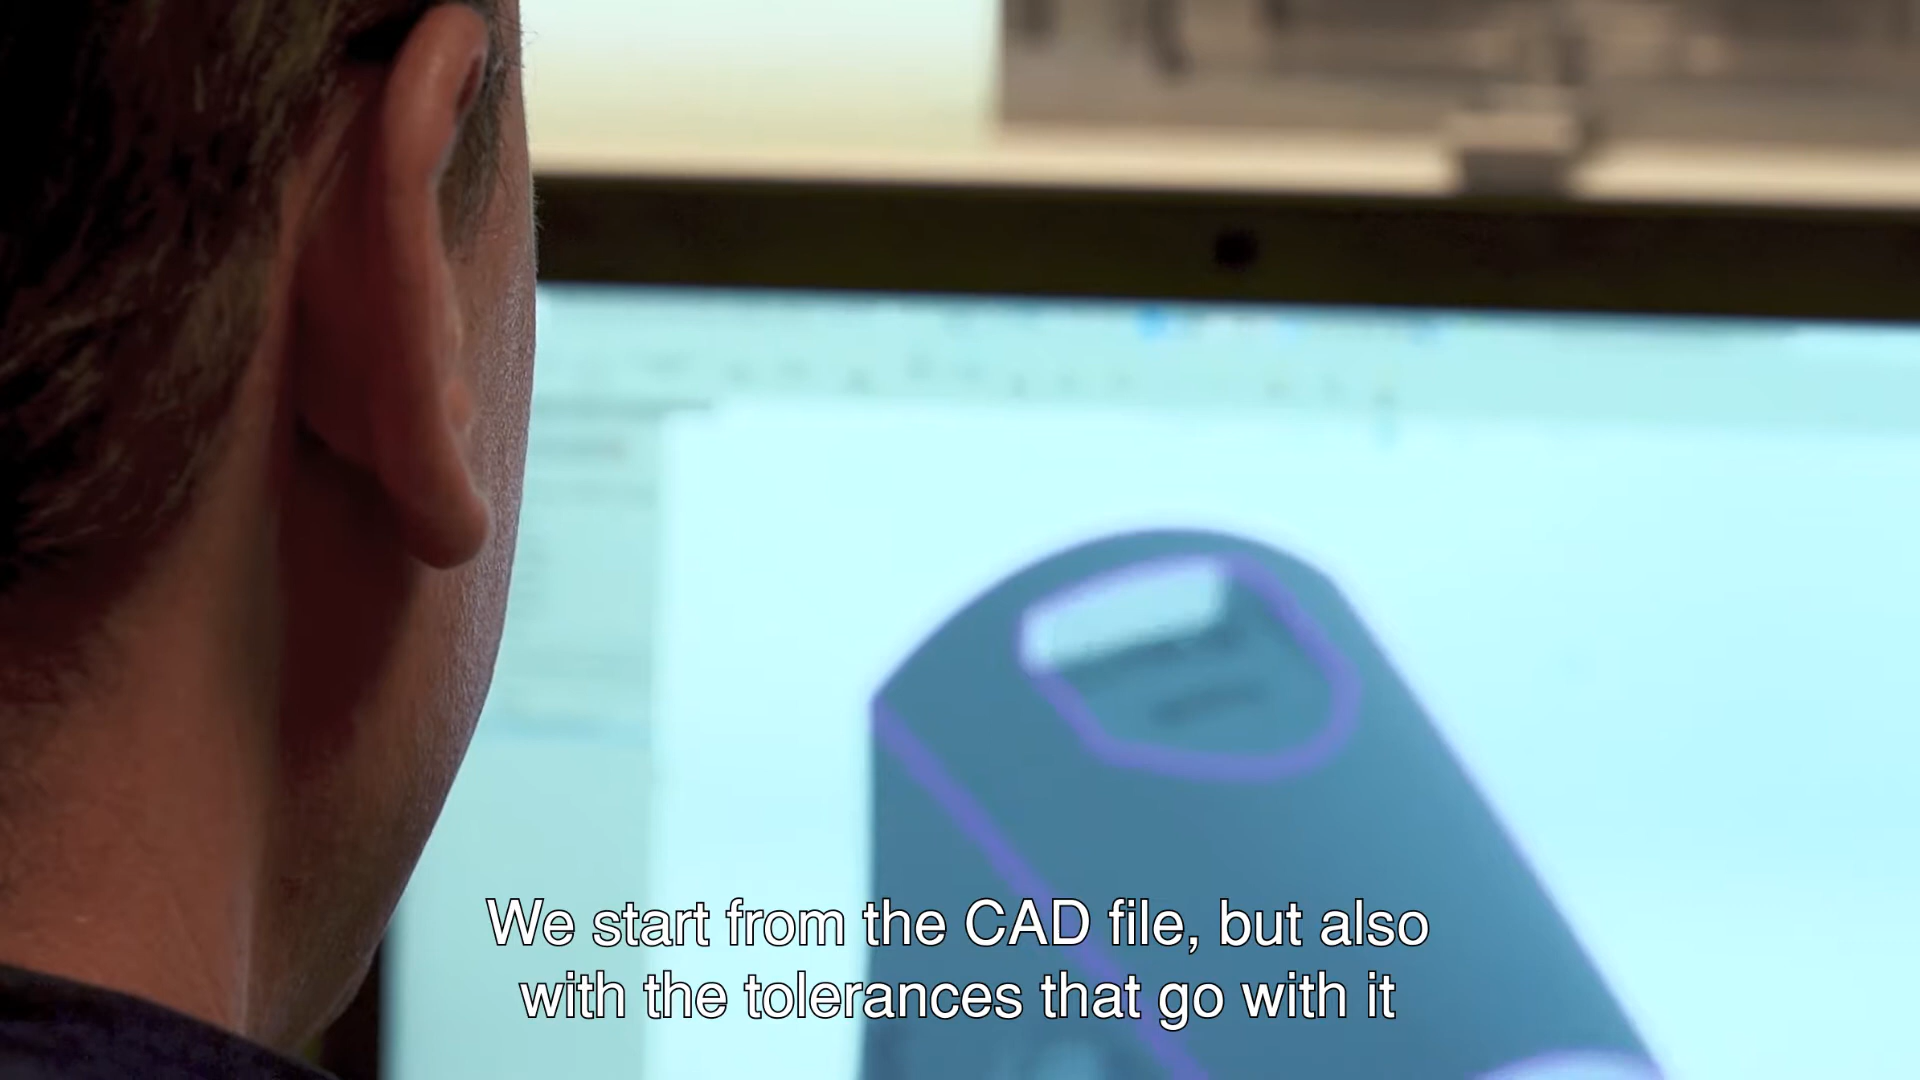 We start from the CAD file, but also
with the tolerances that go with it